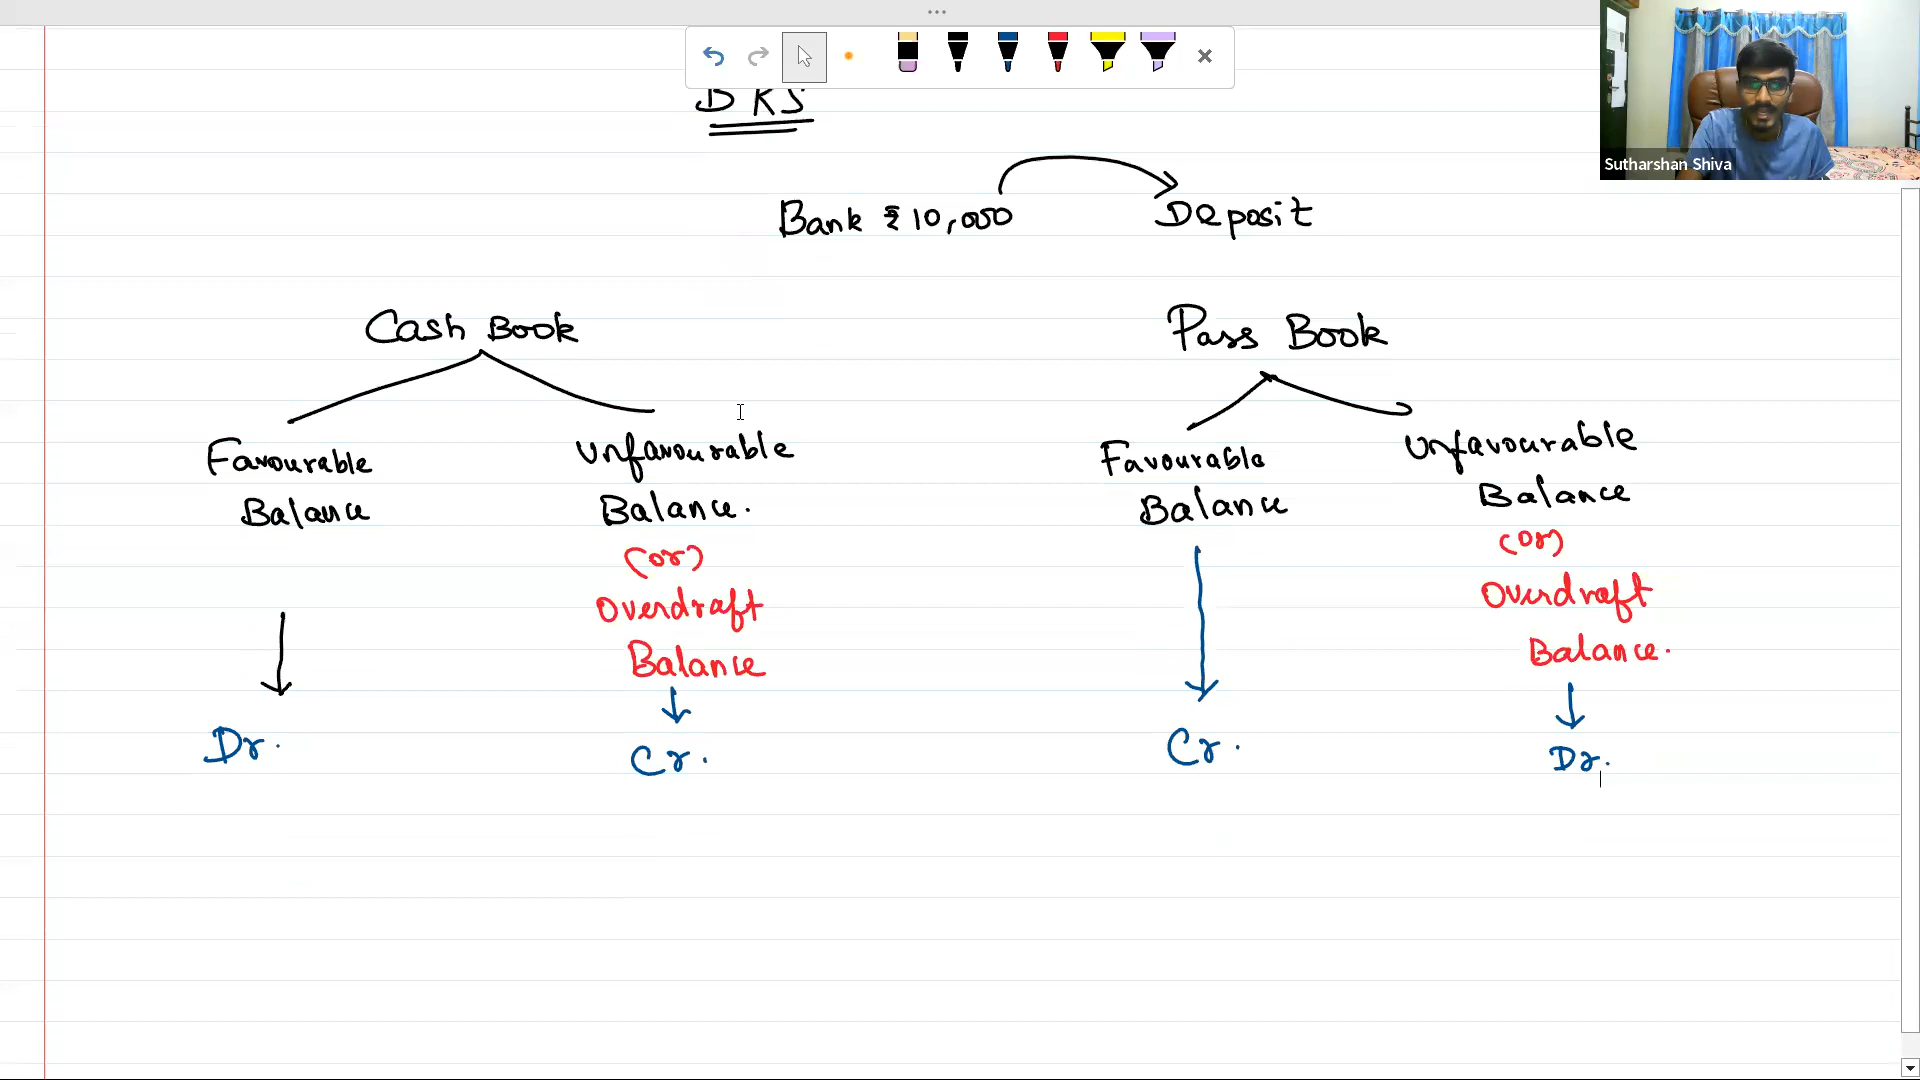 BRS
Sutharshan Shiva
Bank ₹ 10,000 Deposit
Cash Book
Pass Book
Favourable
Balance
Unfavourable
Balance.
(or)
Overdraft
Balance
Favourable
Balance
Unfavourable
Balance
(or)
Overdraft
Balance.
Dr.
Cr.
Cr.
Dr.